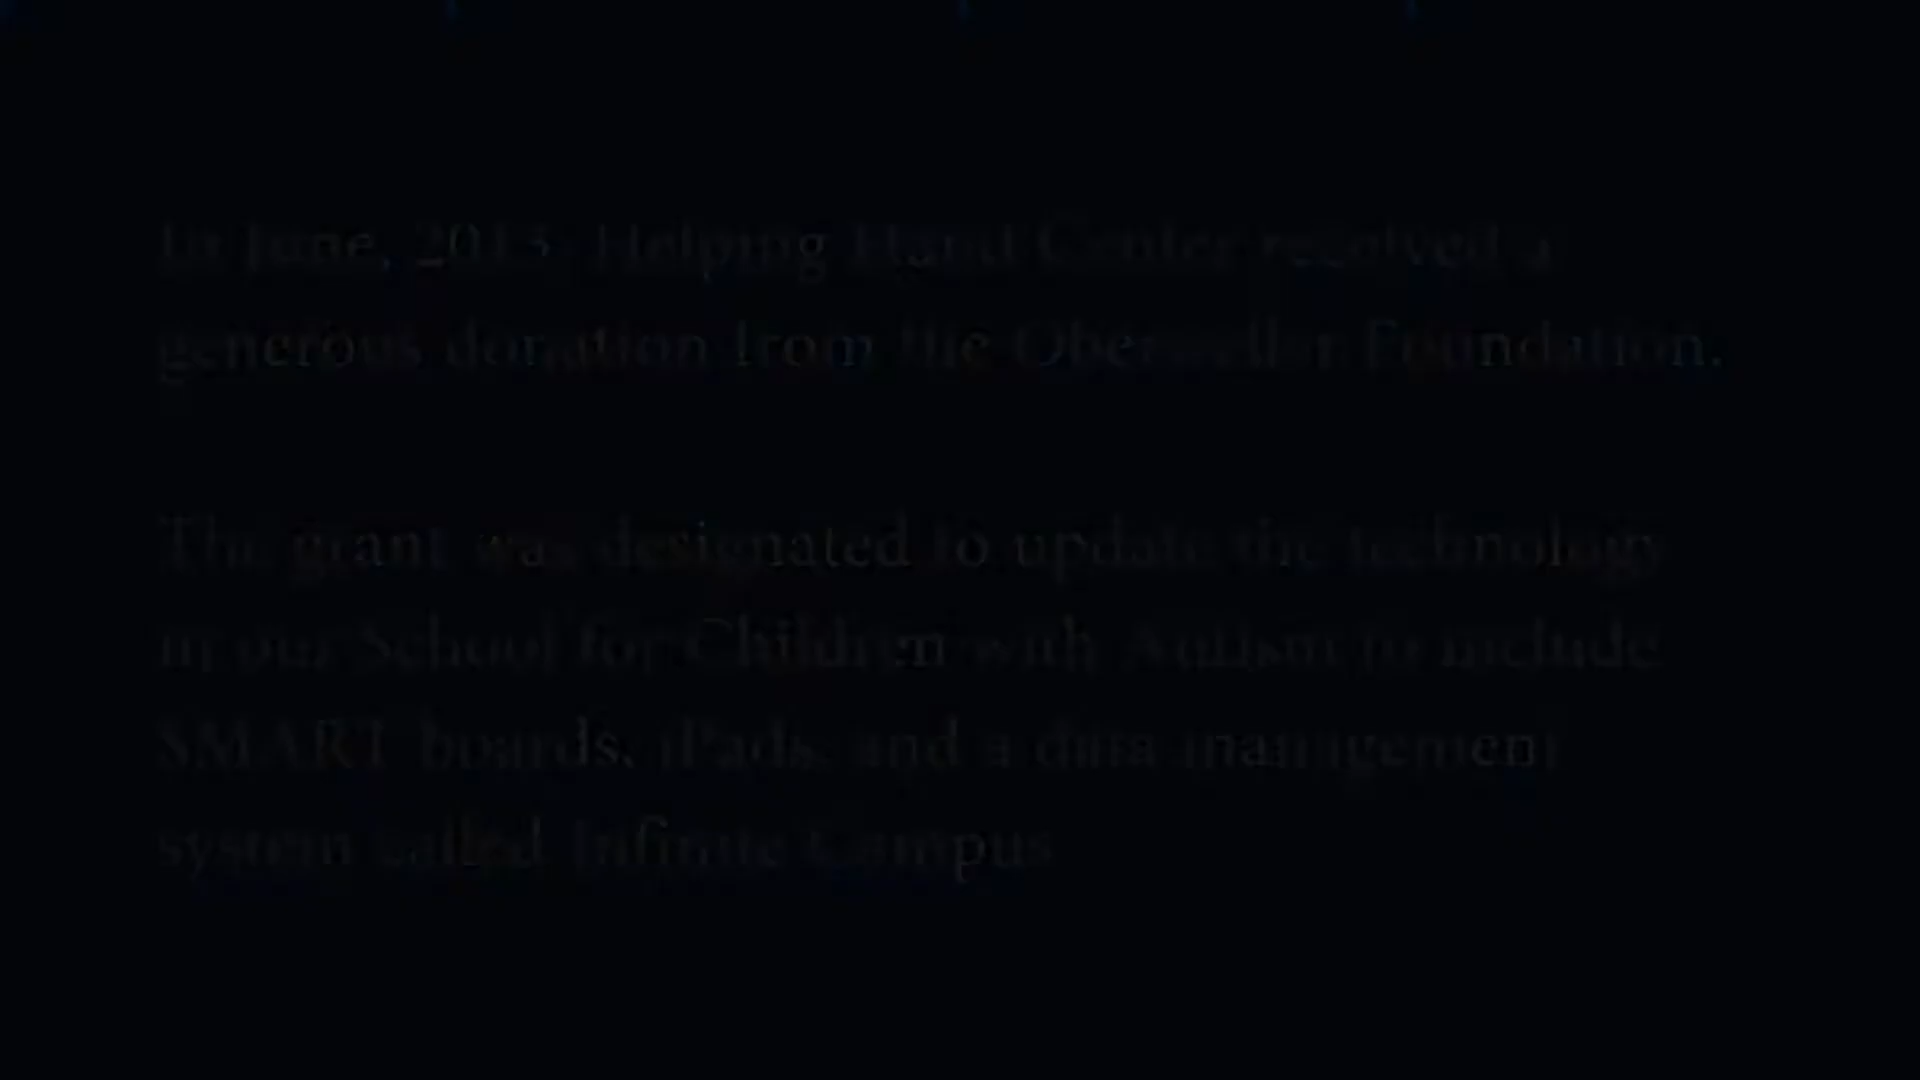 In June, 2013, Helping Hand Center received a
generous donation from the Oberweiler Foundation.
The grant was designated to update the technology
in our School for Children with Autism to include
SMART boards, iPads, and a data management
system called Infinite Campus